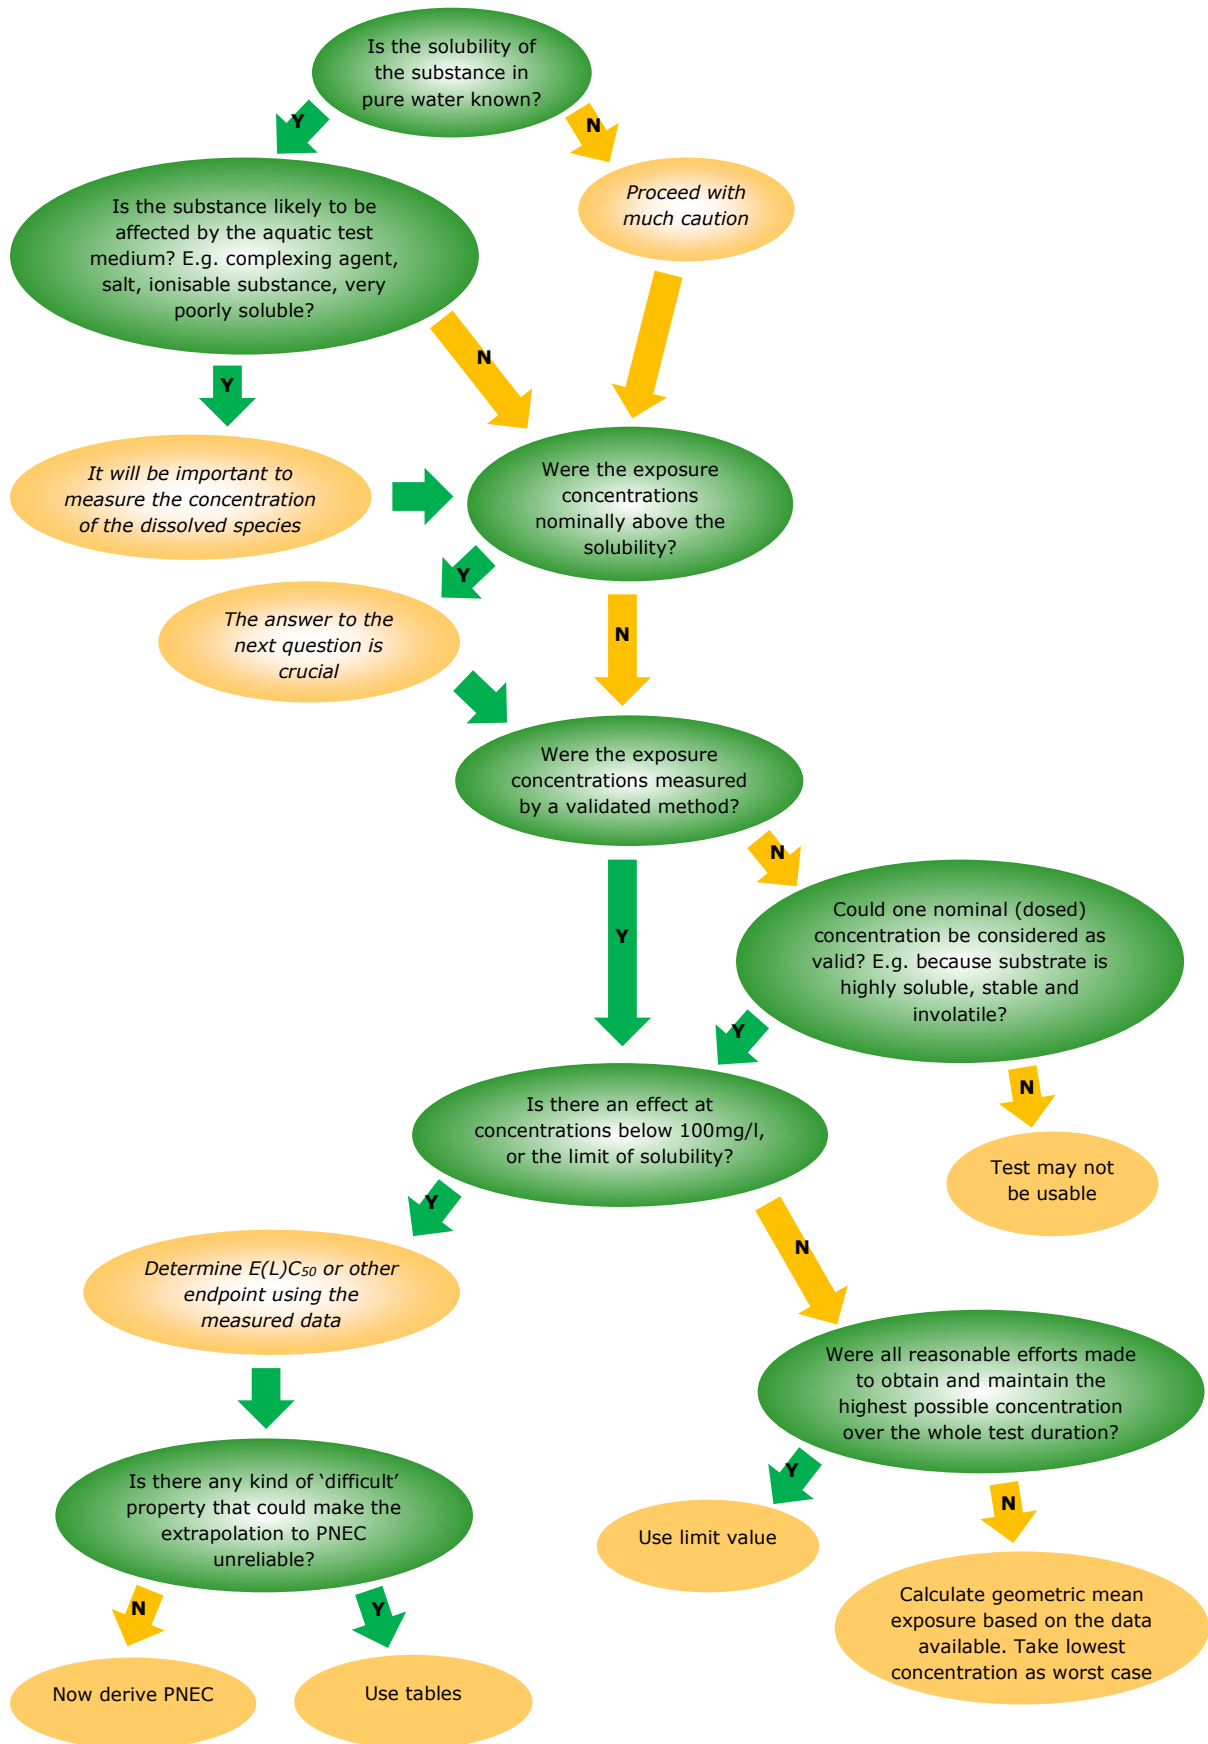 Is the solubility of
the substance in
pure water known?
Y
N
Is the substance likely to be
affected by the aquatic test
medium? E.g. complexing agent,
salt, ionisable substance, very
poorly soluble?
Proceed with
much caution
N
Y
It will be important to
measure the concentration
of the dissolved species
Were the exposure
concentrations
nominally above the
solubility?
Y
The answer to the
next question is
crucial
N
Were the exposure
concentrations measured
by a validated method?
N
Y
Could one nominal (dosed)
concentration be considered as
valid? E.g. because substrate is
highly soluble, stable and
involatile?
Y
N
Is there an effect at
concentrations below 100mg/l,
or the limit of solubility?
Test may not
be usable
Y
N
Determine E(L)C50 or other
endpoint using the
measured data
Were all reasonable efforts made
to obtain and maintain the
highest possible concentration
over the whole test duration?
Y
N
Is there any kind of ‘difficult’
property that could make the
extrapolation to PNEC
unreliable?
Use limit value
N
Y
Calculate geometric mean
exposure based on the data
available. Take lowest
concentration as worst case
Now derive PNEC
Use tables